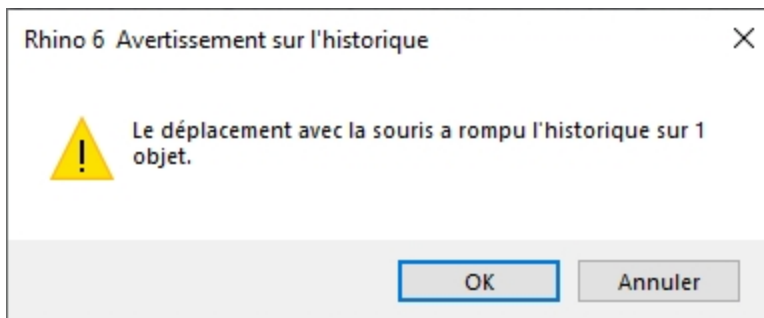 Rhino 6 Avertissement sur l'historique
Le déplacement avec la souris a rompu l'historique sur 1
objet.
OK
Annuler